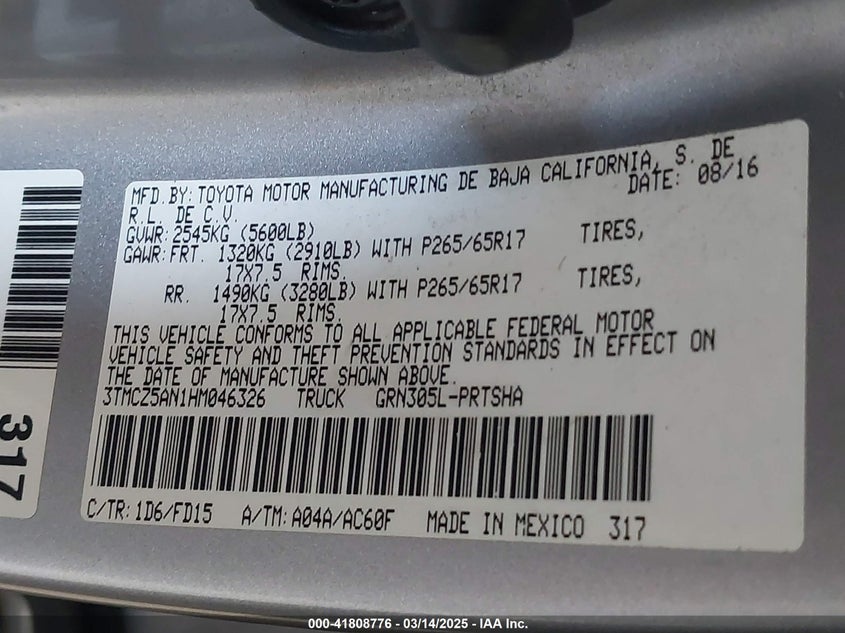 MFD.BY: TOYOTA MOTOR MANUFACTURING DE BAJA CALIFORNIA, S. DE
R.L. DE C.V. DATE: 08/16
GVWR: 2545KG (5600LB)
GAWR: FRT. 1320KG (2910LB) WITH P265/65R17 TIRES,
17X7.5 RIMS.
RR. 1490KG (3280LB) WITH P265/65R17 TIRES,
17X7.5 RIMS.
THIS VEHICLE CONFORMS TO ALL APPLICABLE FEDERAL MOTOR
VEHICLE SAFETY AND THEFT PREVENTION STANDARDS IN EFFECT ON
THE DATE OF MANUFACTURE SHOWN ABOVE.
3TMCZ5AN1HM046326 TRUCK GRN305L-PRTSHA
C/TR: 1D6/FD15 A/TM: A04A/AC60F MADE IN MEXICO 317
317
000-41808776 - 03/14/2025 - IAA Inc.